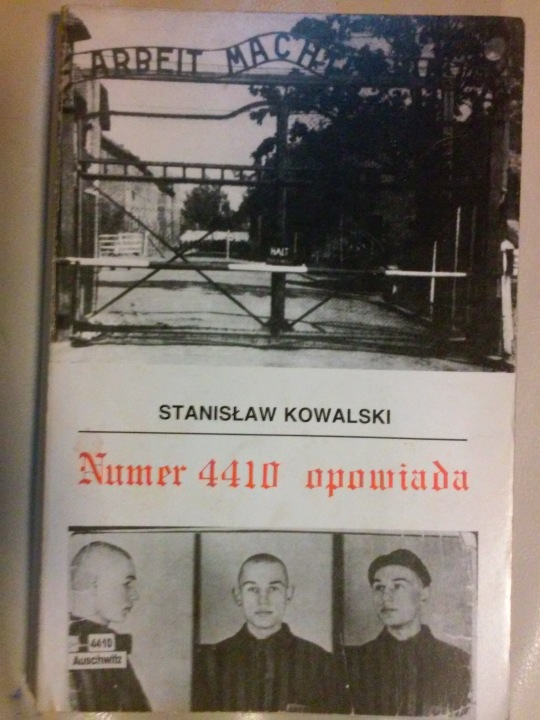 ARBEIT MACH
HALT
STANISŁAW KOWALSKI
Numer 4410 opowiada
4410
Auschwitz